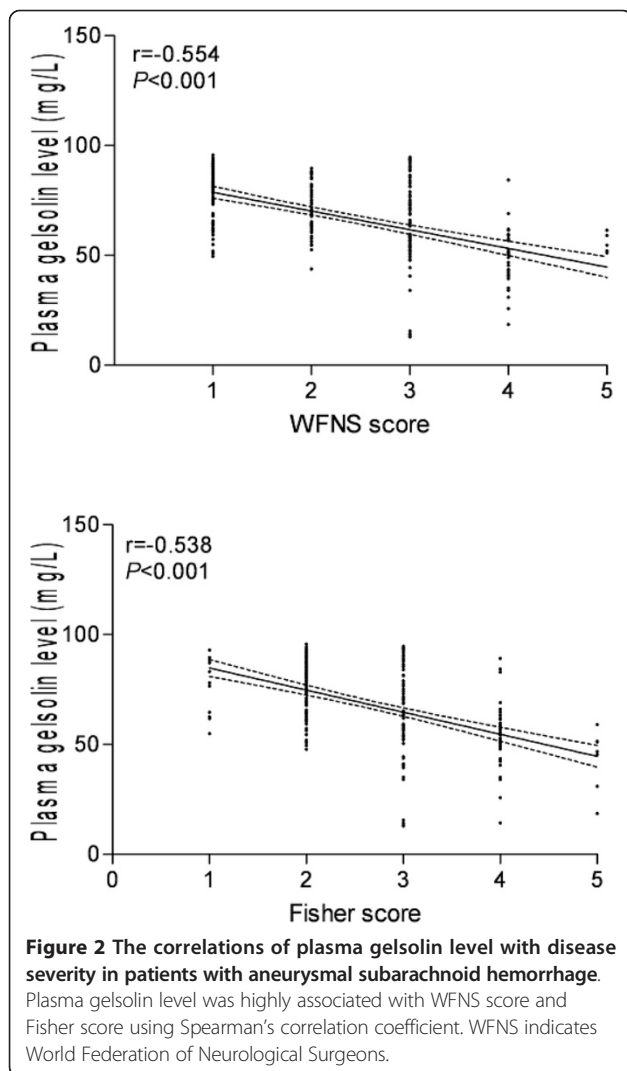 150
r=-0.554
P<0.001
100
50
0
Plasma gelsolin level (mg/L)
1 2 3 4 5
WFNS score
150
r=-0.538
P<0.001
100
50
0
Plasma gelsolin level (mg/L)
0 1 2 3 4 5
Fisher score
Figure 2 The correlations of plasma gelsolin level with disease
severity in patients with aneurysmal subarachnoid hemorrhage.
Plasma gelsolin level was highly associated with WFNS score and
Fisher score using Spearman's correlation coefficient. WFNS indicates
World Federation of Neurological Surgeons.